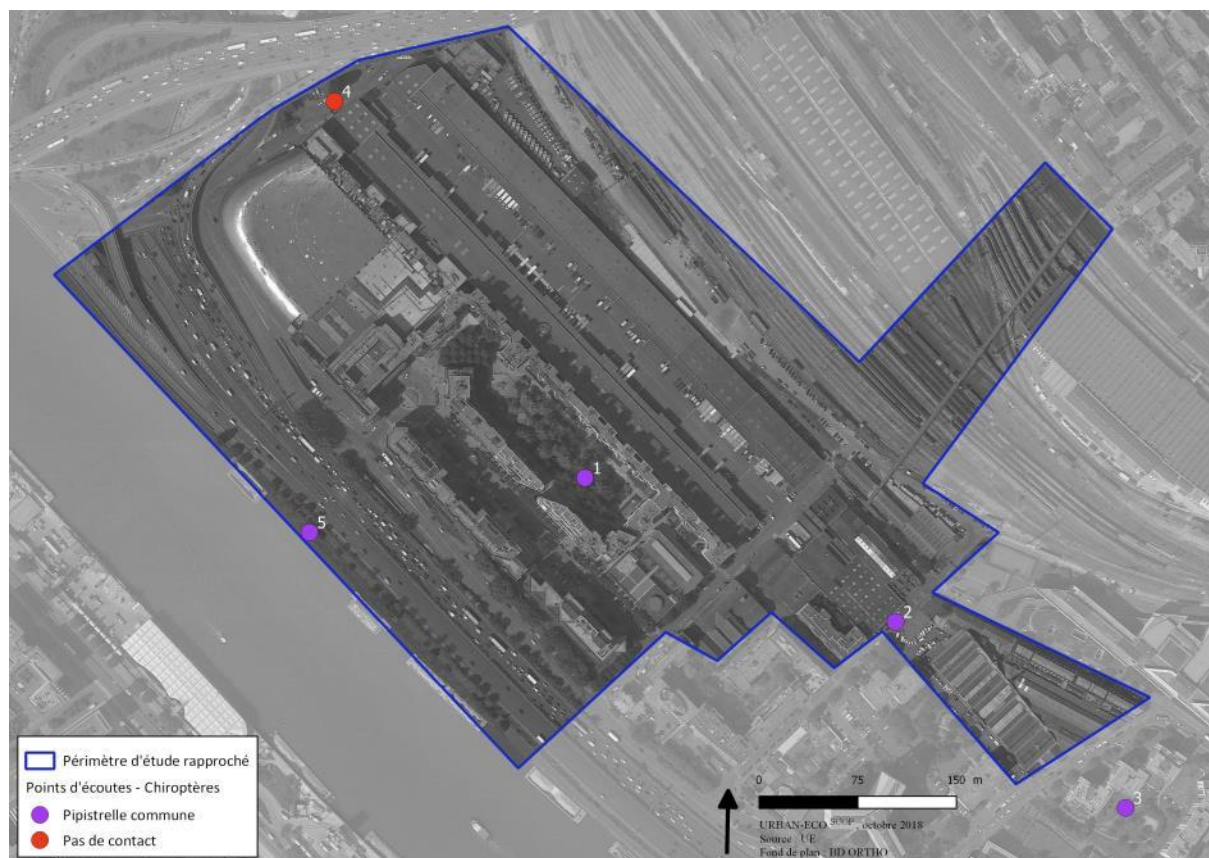 4
1
5
2
3
Périmètre d'étude rapproché
Points d'écoutes - Chiroptères
Pipistrelle commune
Pas de contact
0 75 150 m
URBAN-ECO SCOP, octobre 2018
Source : UE
Fond de plan : BD ORTHO